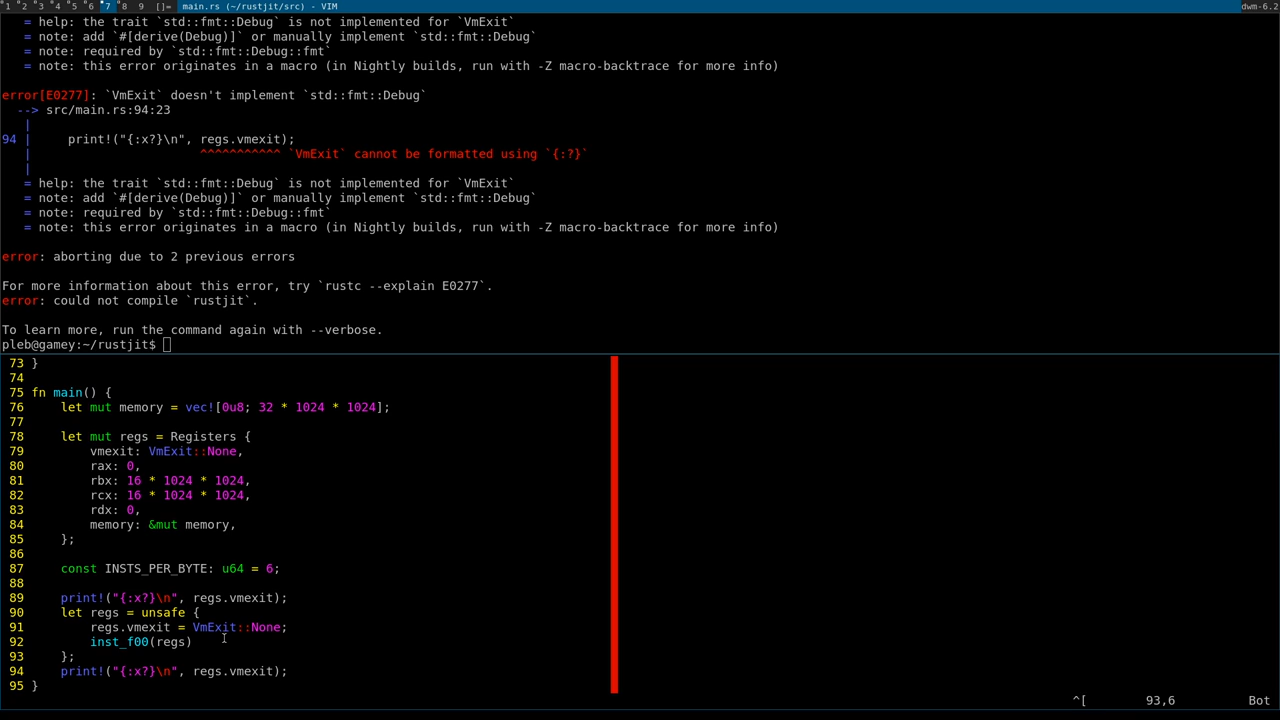 1 2 3 4 5 6 7 8 9 []= main.rs (~/rustjit/src) - VIM dwm-6.2
= help: the trait `std::fmt::Debug` is not implemented for `VmExit`
= note: add `#[derive(Debug)]` or manually implement `std::fmt::Debug`
= note: required by `std::fmt::Debug::fmt`
= note: this error originates in a macro (in Nightly builds, run with -Z macro-backtrace for more info)
error[E0277]: `VmExit` doesn't implement `std::fmt::Debug`
--> src/main.rs:94:23
|
94 |     print!("{:x?}\n", regs.vmexit);
|                       ^^^^^^^^^^^ `VmExit` cannot be formatted using `{:?}`
|
= help: the trait `std::fmt::Debug` is not implemented for `VmExit`
= note: add `#[derive(Debug)]` or manually implement `std::fmt::Debug`
= note: required by `std::fmt::Debug::fmt`
= note: this error originates in a macro (in Nightly builds, run with -Z macro-backtrace for more info)
error: aborting due to 2 previous errors
For more information about this error, try `rustc --explain E0277`.
error: could not compile `rustjit`.
To learn more, run the command again with --verbose.
pleb@gamey:~/rustjit$
73 }
74
75 fn main() {
76     let mut memory = vec![0u8; 32 * 1024 * 1024];
77
78     let mut regs = Registers {
79         vmexit: VmExit::None,
80         rax: 0,
81         rbx: 16 * 1024 * 1024,
82         rcx: 16 * 1024 * 1024,
83         rdx: 0,
84         memory: &mut memory,
85     };
86
87     const INSTS_PER_BYTE: u64 = 6;
88
89     print!("{:x?}\n", regs.vmexit);
90     let regs = unsafe {
91         regs.vmexit = VmExit::None;
92         inst_f00(regs)
93     };
94     print!("{:x?}\n", regs.vmexit);
95 }
^[ 93,6 Bot